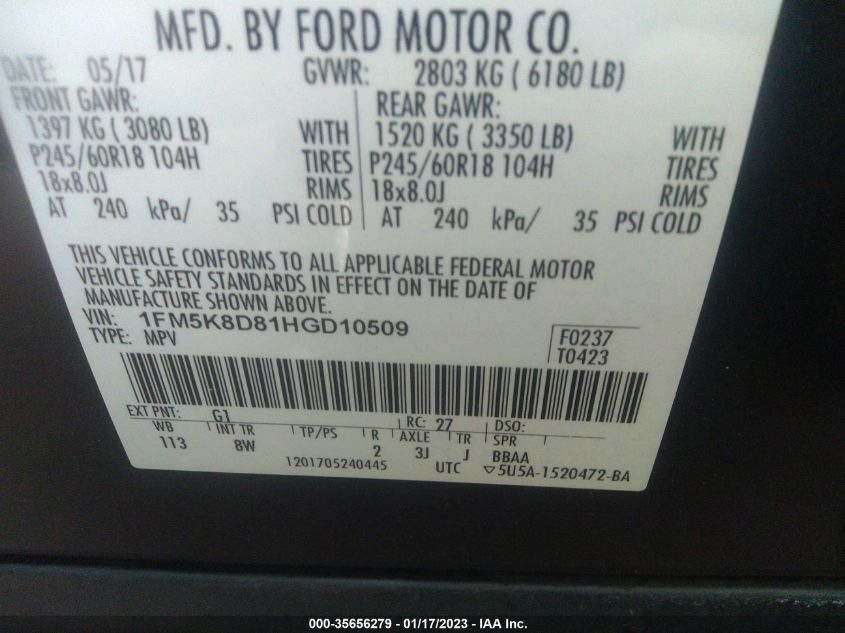 MFD. BY FORD MOTOR CO.
DATE: 05/17 GVWR: 2803 KG ( 6180 LB)
FRONT GAWR: REAR GAWR:
1397 KG ( 3080 LB) WITH 1520 KG ( 3350 LB) WITH
P245/60R18 104H TIRES P245/60R18 104H TIRES
18x8.0J RIMS 18x8.0J RIMS
AT 240 kPa/ 35 PSI COLD AT 240 kPa/ 35 PSI COLD
THIS VEHICLE CONFORMS TO ALL APPLICABLE FEDERAL MOTOR
VEHICLE SAFETY STANDARDS IN EFFECT ON THE DATE OF
MANUFACTURE SHOWN ABOVE.
VIN: 1FM5K8D81HGD10509
TYPE: MPV
F0237
T0423
EXT PNT: G1 RC: 27 DSO:
WB INT TR TP/PS R AXLE TR SPR
113 8W 2 3J J BBAA
1201705240445 UTC ▽5U5A-1520472-BA
000-35656279 - 01/17/2023 - IAA Inc.